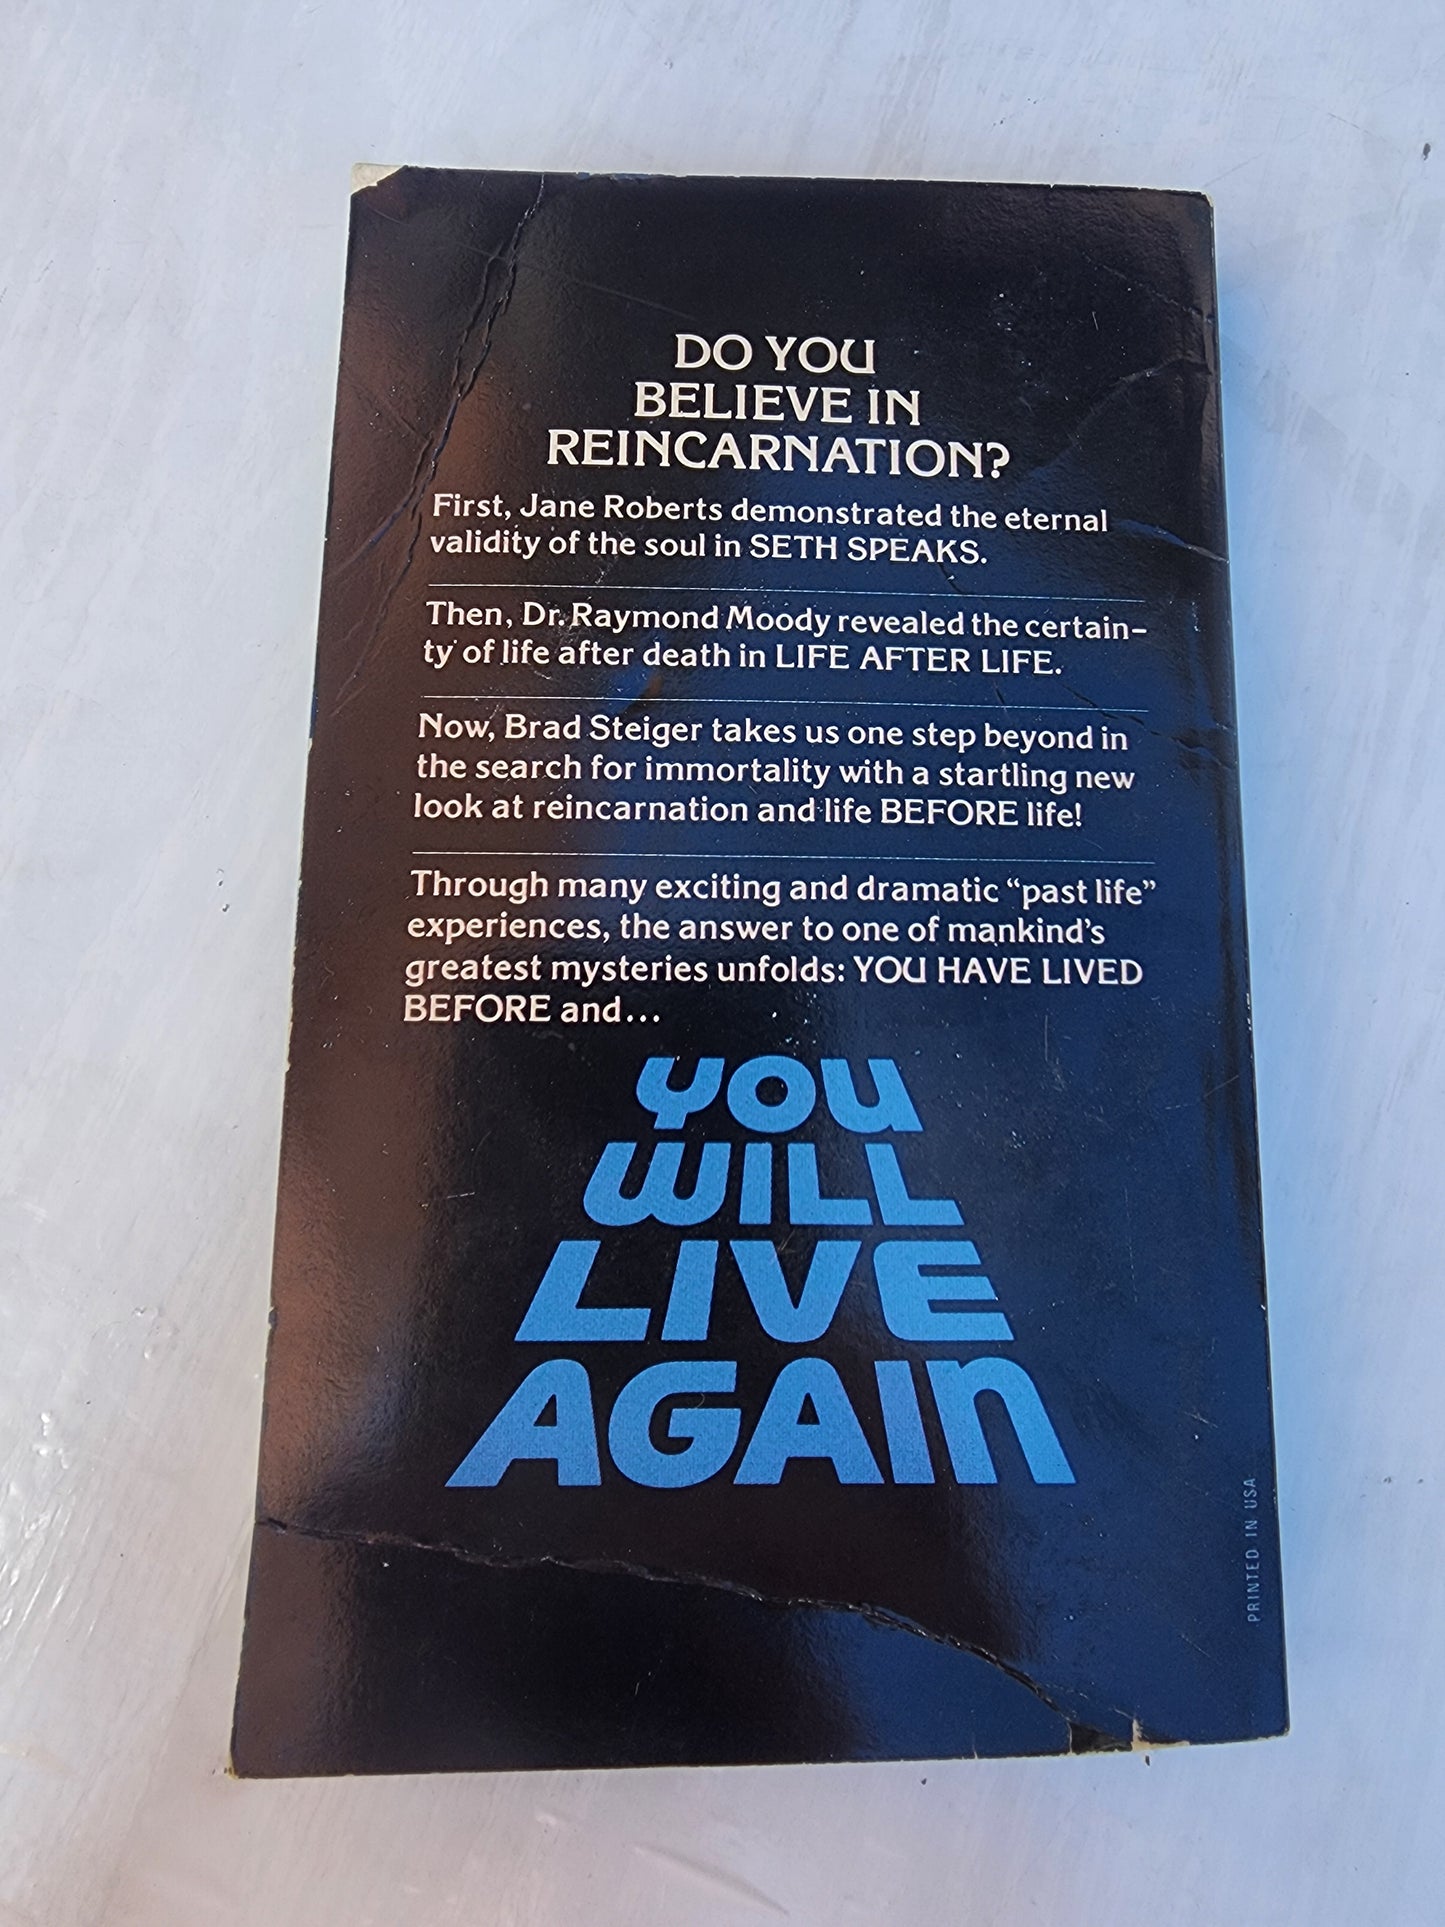 DO YOU
BELIEVE IN
REINCARNATION?
First, Jane Roberts demonstrated the eternal
validity of the soul in SETH SPEAKS.
Then, Dr. Raymond Moody revealed the certain-
ty of life after death in LIFE AFTER LIFE.
Now, Brad Steiger takes us one step beyond in
the search for immortality with a startling new
look at reincarnation and life BEFORE life!
Through many exciting and dramatic “past life”
experiences, the answer to one of mankind’s
greatest mysteries unfolds: YOU HAVE LIVED
BEFORE and...
YOU
WILL
LIVE
AGAIN
PRINTED IN USA